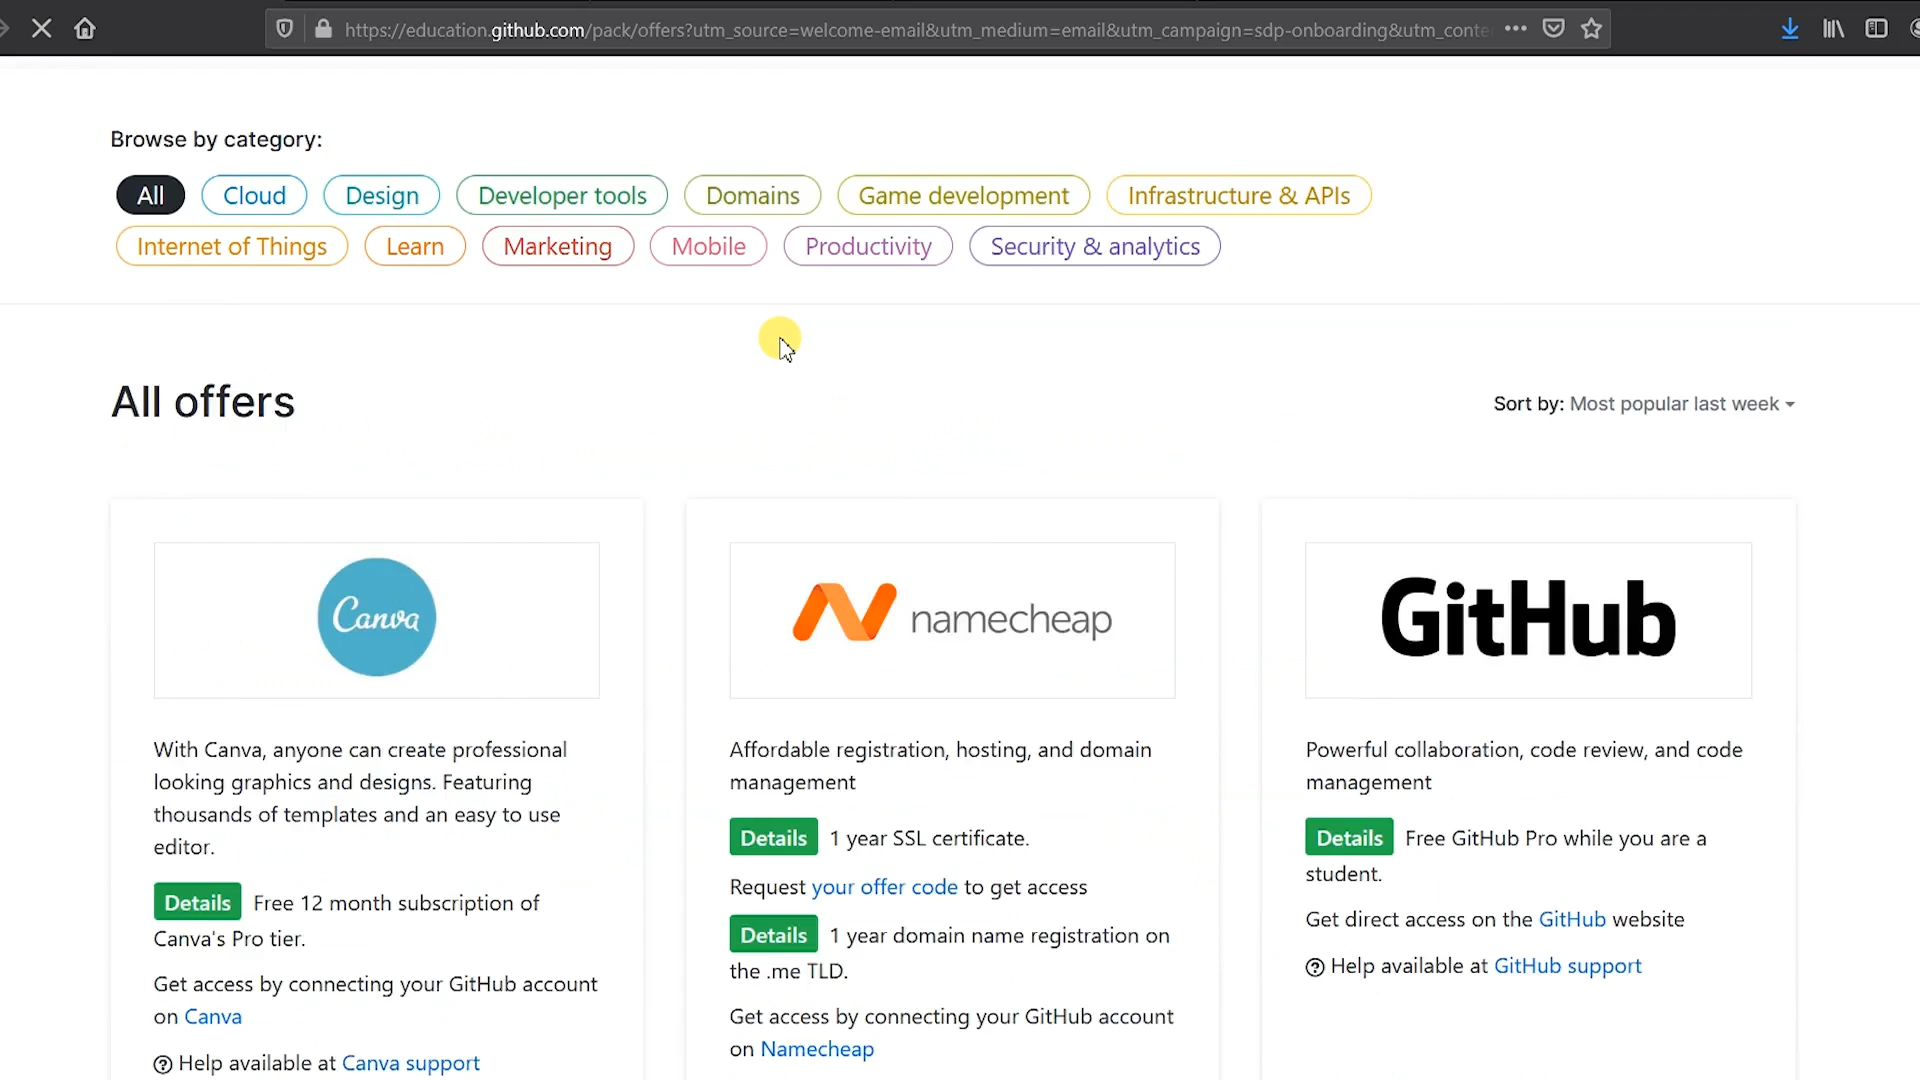 https://education.github.com/pack/offers?utm_source=welcome-email&utm_medium=email&utm_campaign=sdp-onboarding&utm_conte
Browse by category:
All Cloud Design Developer tools Domains Game development Infrastructure & APIs
Internet of Things Learn Marketing Mobile Productivity Security & analytics
All offers
Sort by: Most popular last week
Canva
With Canva, anyone can create professional
looking graphics and designs. Featuring
thousands of templates and an easy to use
editor.
Details Free 12 month subscription of
Canva's Pro tier.
Get access by connecting your GitHub account
on Canva
Help available at Canva support
namecheap
Affordable registration, hosting, and domain
management
Details 1 year SSL certificate.
Request your offer code to get access
Details 1 year domain name registration on
the .me TLD.
Get access by connecting your GitHub account
on Namecheap
GitHub
Powerful collaboration, code review, and code
management
Details Free GitHub Pro while you are a
student.
Get direct access on the GitHub website
Help available at GitHub support